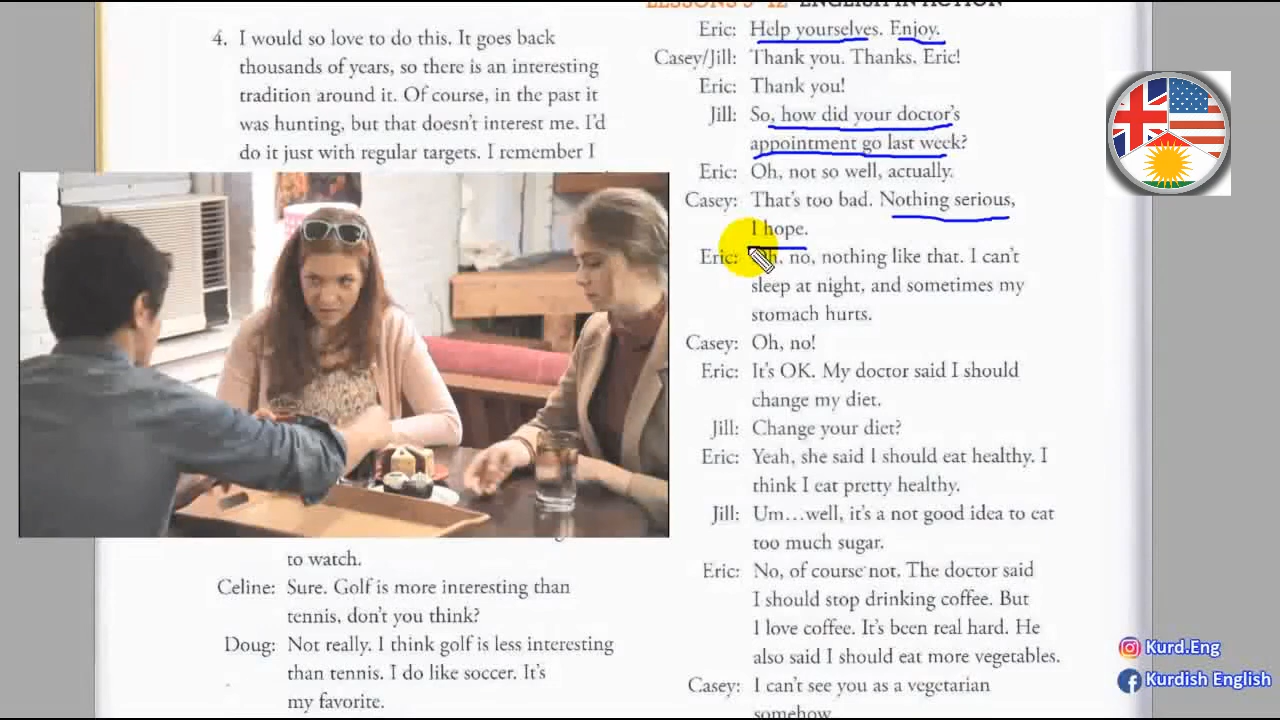 LESSONS 9-12 ENGLISH IN ACTION
4. I would so love to do this. It goes back
thousands of years, so there is an interesting
tradition around it. Of course, in the past it
was hunting, but that doesn't interest me. I'd
do it just with regular targets. I remember I
to watch.
Celine: Sure. Golf is more interesting than
tennis, don't you think?
Doug: Not really. I think golf is less interesting
than tennis. I do like soccer. It's
my favorite.
Eric: Help yourselves. Enjoy.
Casey/Jill: Thank you. Thanks, Eric!
Eric: Thank you!
Jill: So, how did your doctor's
appointment go last week?
Eric: Oh, not so well, actually.
Casey: That's too bad. Nothing serious,
I hope.
Eric: Oh, no, nothing like that. I can't
sleep at night, and sometimes my
stomach hurts.
Casey: Oh, no!
Eric: It's OK. My doctor said I should
change my diet.
Jill: Change your diet?
Eric: Yeah, she said I should eat healthy. I
think I eat pretty healthy.
Jill: Um…well, it's a not good idea to eat
too much sugar.
Eric: No, of course not. The doctor said
I should stop drinking coffee. But
I love coffee. It's been real hard. He
also said I should eat more vegetables.
Casey: I can't see you as a vegetarian
somehow
Kurd.Eng
Kurdish English